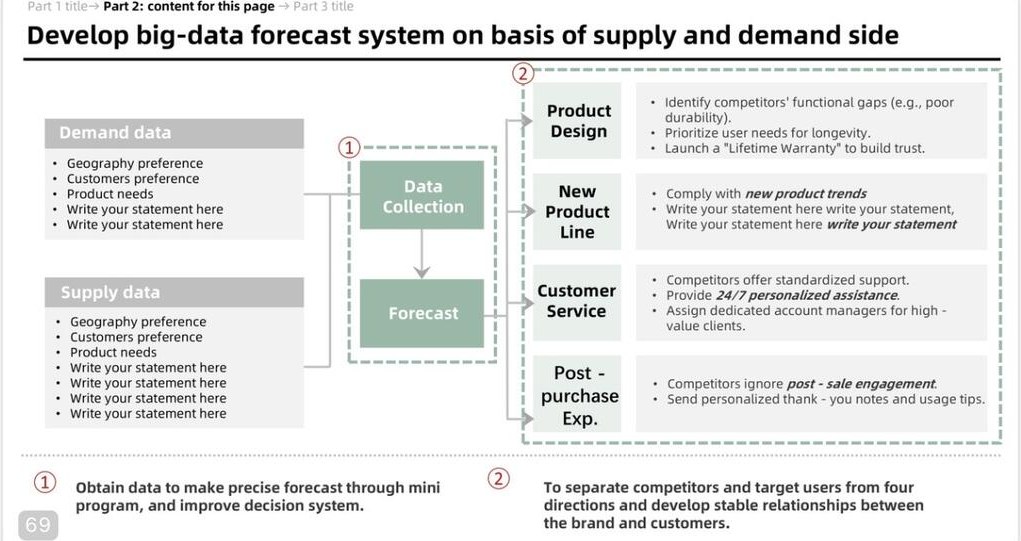 Part 1 title→ Part 2: content for this page → Part 3 title
Develop big-data forecast system on basis of supply and demand side
Demand data
• Geography preference
• Customers preference
• Product needs
• Write your statement here
• Write your statement here
Supply data
• Geography preference
• Customers preference
• Product needs
• Write your statement here
• Write your statement here
• Write your statement here
• Write your statement here
①
Data
Collection
Forecast
②
Product
Design
• Identify competitors' functional gaps (e.g., poor
durability).
• Prioritize user needs for longevity.
• Launch a "Lifetime Warranty" to build trust.
New
Product
Line
• Comply with new product trends
• Write your statement here write your statement,
Write your statement here write your statement
Customer
Service
• Competitors offer standardized support.
• Provide 24/7 personalized assistance.
• Assign dedicated account managers for high -
value clients.
Post -
purchase
Exp.
• Competitors ignore post - sale engagement.
• Send personalized thank - you notes and usage tips.
①
Obtain data to make precise forecast through mini
program, and improve decision system.
②
To separate competitors and target users from four
directions and develop stable relationships between
the brand and customers.
69